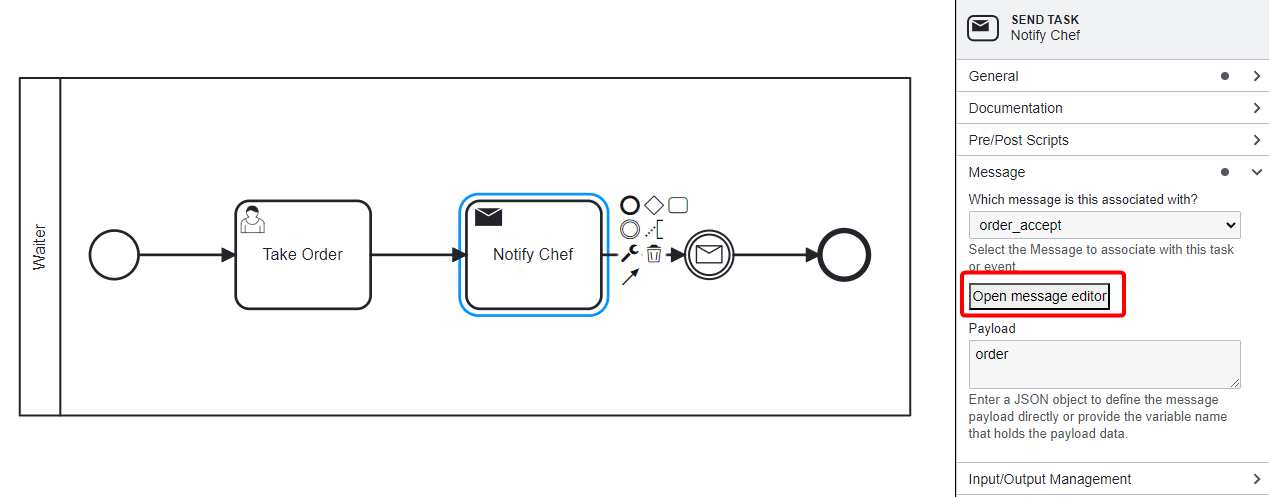 Waiter
Take Order
Notify Chef
SEND TASK
Notify Chef
General
Documentation
Pre/Post Scripts
Message
Which message is this associated with?
order_accept
Select the Message to associate with this task
or event.
Open message editor
Payload
order
Enter a JSON object to define the message
payload directly or provide the variable name
that holds the payload data.
Input/Output Management